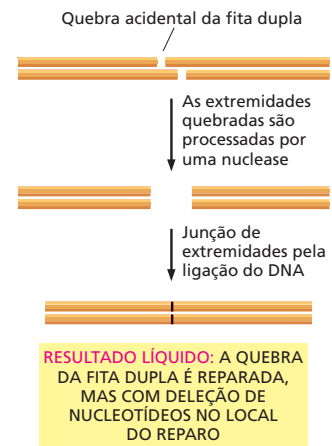 Quebra acidental da fita dupla
As extremidades
quebradas são
processadas por
uma nuclease
Junção de
extremidades pela
ligação do DNA
RESULTADO LÍQUIDO: A QUEBRA
DA FITA DUPLA É REPARADA,
MAS COM DELEÇÃO DE
NUCLEOTÍDEOS NO LOCAL
DO REPARO